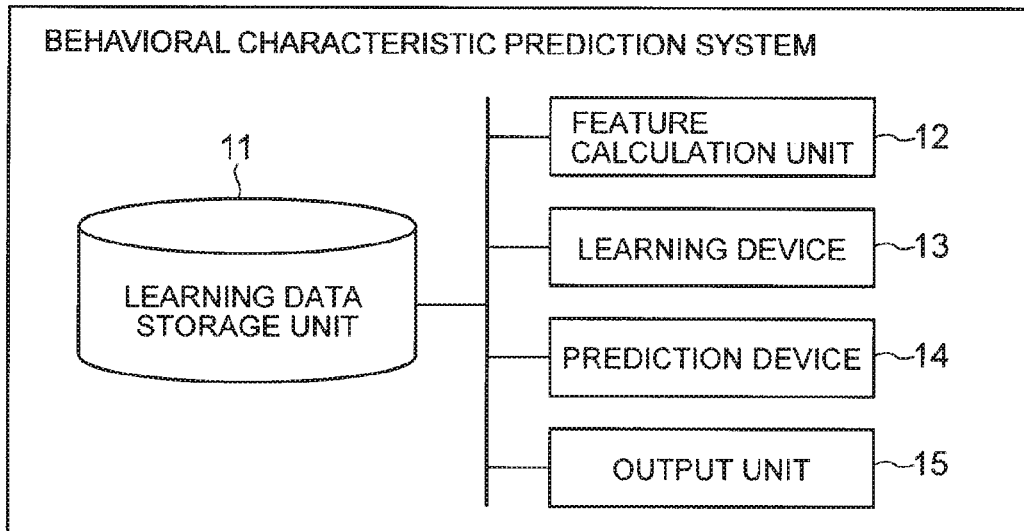 BEHAVIORAL CHARACTERISTIC PREDICTION SYSTEM
11
LEARNING DATA
STORAGE UNIT
FEATURE
CALCULATION UNIT
12
LEARNING DEVICE
13
PREDICTION DEVICE
14
OUTPUT UNIT
15